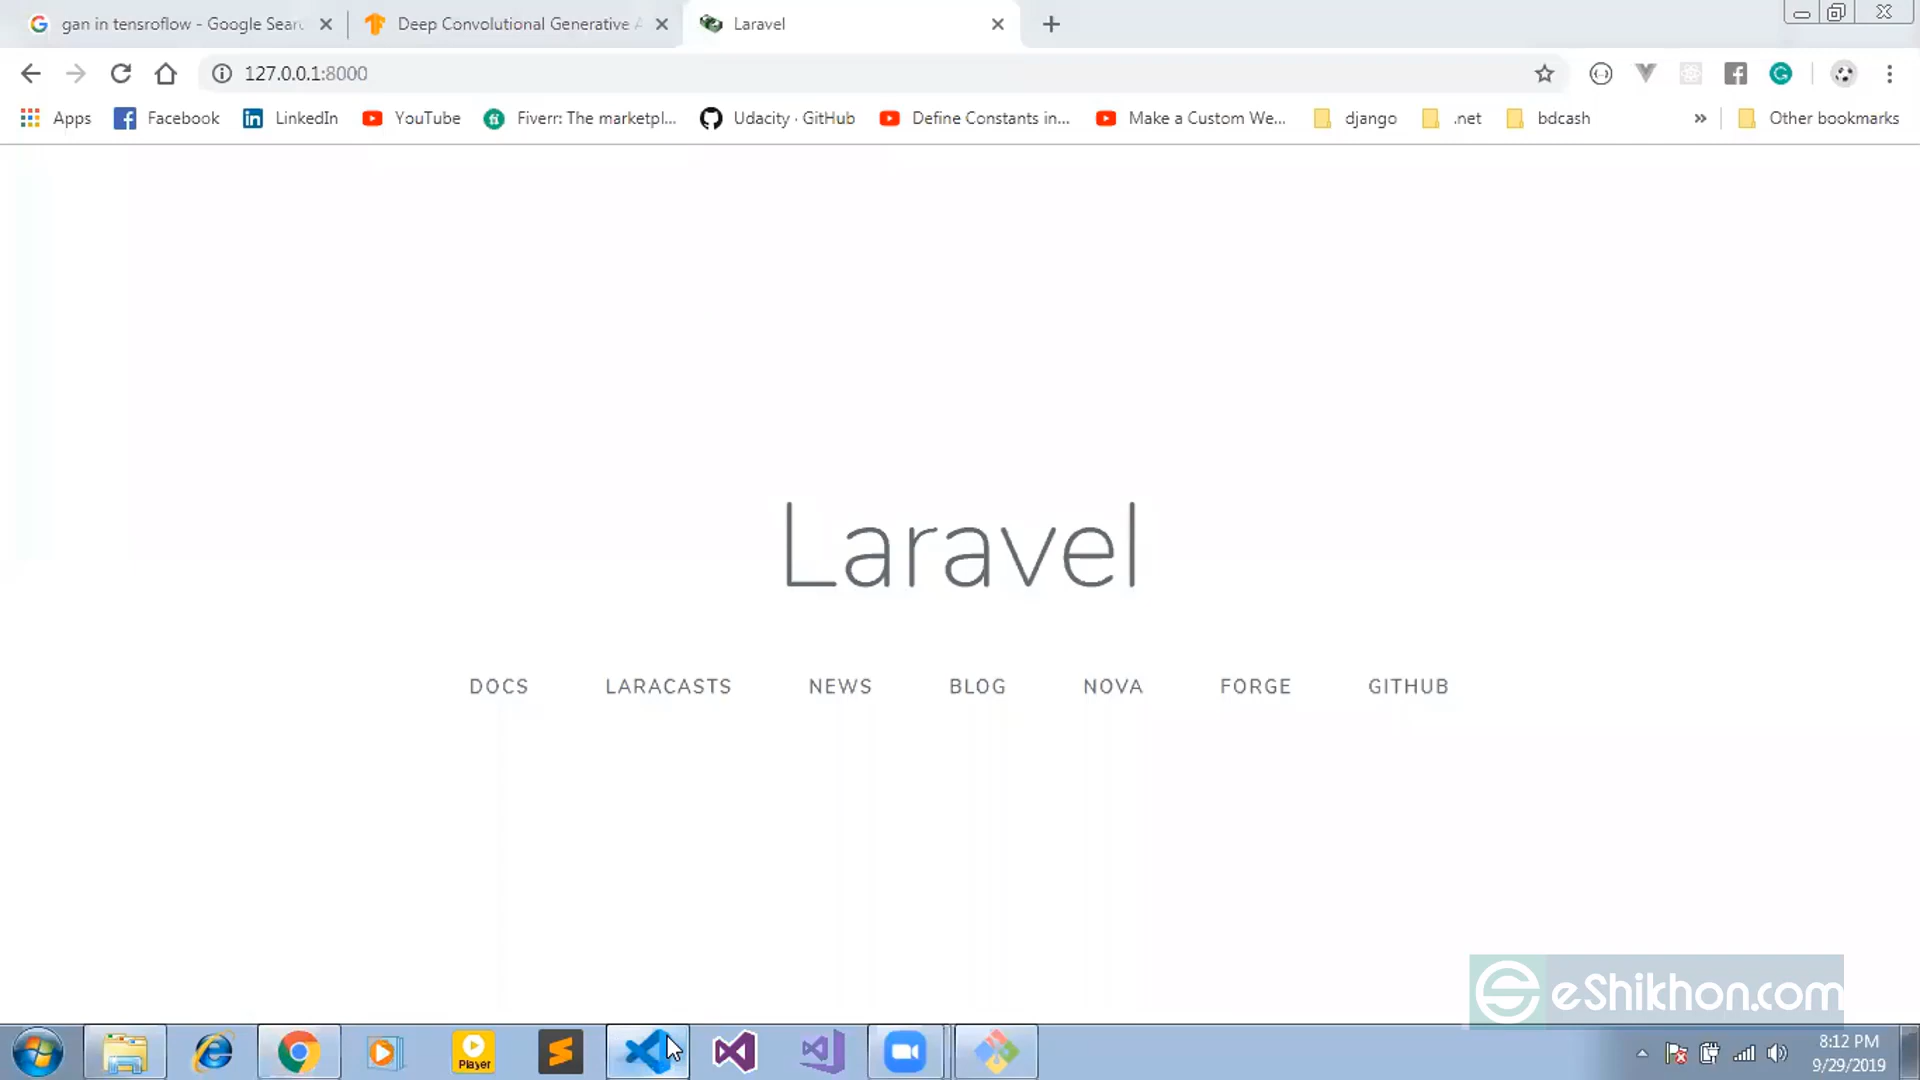 gan in tensroflow - Google Sear
Deep Convolutional Generative A
Laravel
127.0.0.1:8000
Apps
Facebook
LinkedIn
YouTube
Fiverr: The marketpl...
Udacity · GitHub
Define Constants in...
Make a Custom We...
django
.net
bdcash
»
Other bookmarks
Laravel
DOCS LARACASTS NEWS BLOG NOVA FORGE GITHUB
eShikhon.com
Player
8:12 PM
9/29/2019